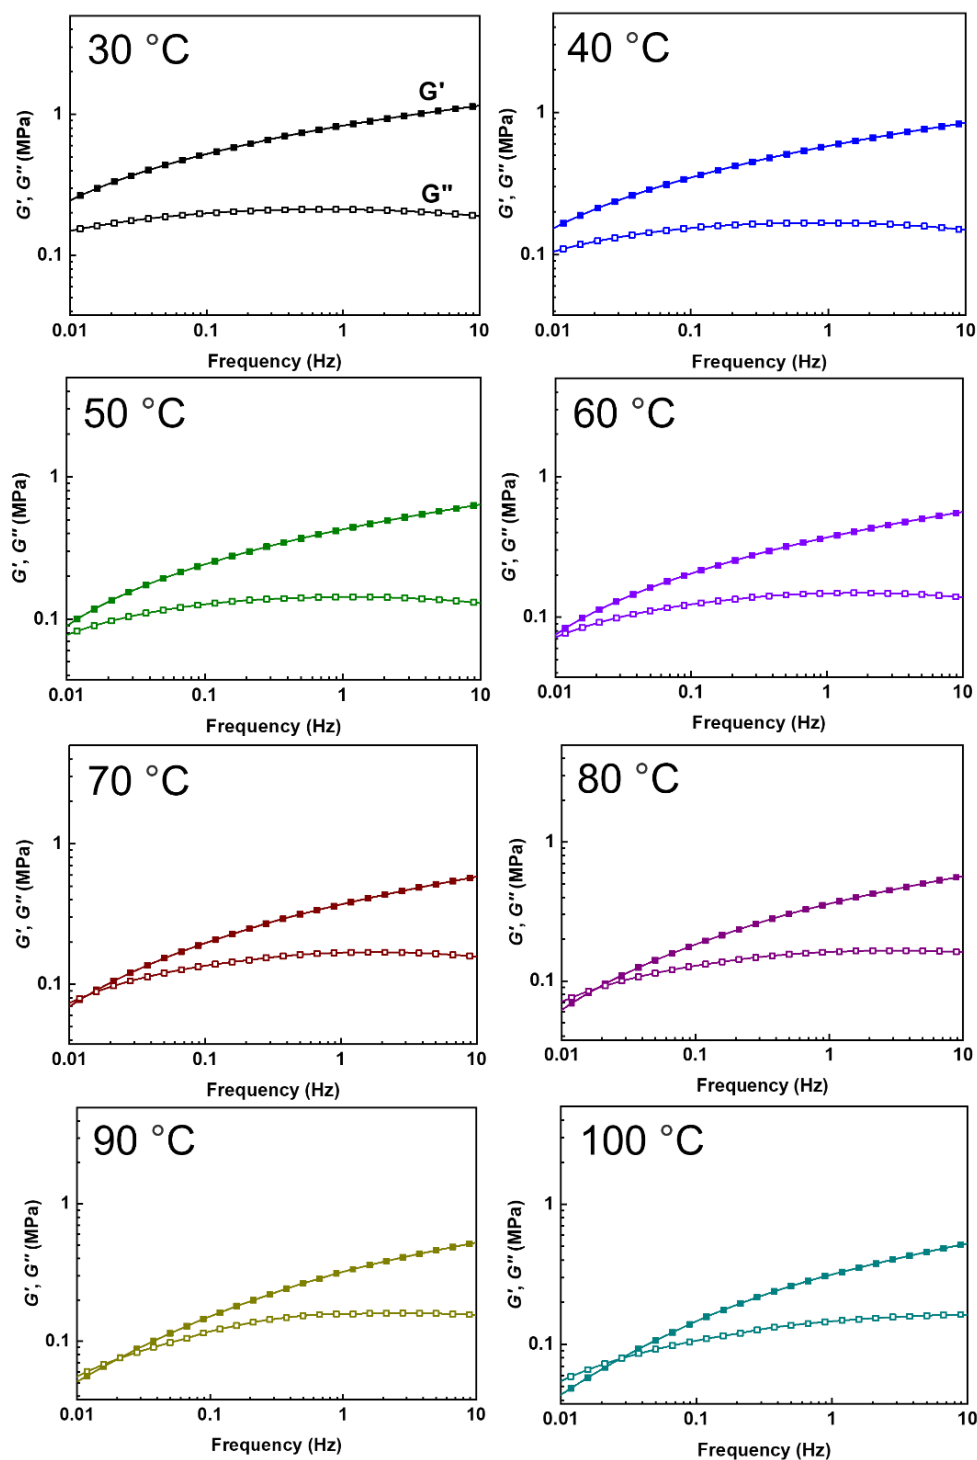 30 °C
G'
G"
1
0.1
G', G" (MPa)
0.01 0.1 1 10
Frequency (Hz)
40 °C
1
0.1
G', G" (MPa)
0.01 0.1 1 10
Frequency (Hz)
50 °C
1
0.1
G', G" (MPa)
0.01 0.1 1 10
Frequency (Hz)
60 °C
1
0.1
G', G" (MPa)
0.01 0.1 1 10
Frequency (Hz)
70 °C
1
0.1
G', G" (MPa)
0.01 0.1 1 10
Frequency (Hz)
80 °C
1
0.1
G', G" (MPa)
0.01 0.1 1 10
Frequency (Hz)
90 °C
1
0.1
G', G" (MPa)
0.01 0.1 1 10
Frequency (Hz)
100 °C
1
0.1
G', G" (MPa)
0.01 0.1 1 10
Frequency (Hz)